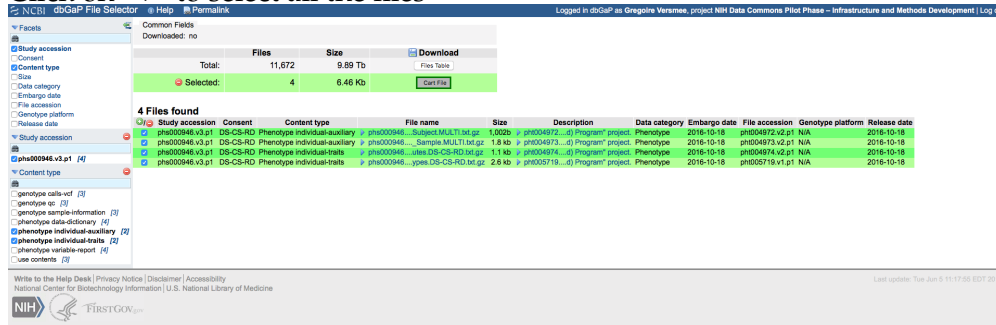 NCBI dbGaP File Selector Help Permalink Logged in dbGaP as Gregoire Versmee, project NIH Data Commons Pilot Phase – Infrastructure and Methods Development | Log
Facets
Study accession
Consent
Content type
Size
Data category
Embargo date
File accession
Genotype platform
Release date
Study accession
phs000946.v3.p1 [4]
Content type
genotype calls-vcf [3]
genotype qc [3]
genotype sample-information [3]
phenotype data-dictionary [4]
phenotype individual-auxiliary [2]
phenotype individual-traits [2]
phenotype variable-report [4]
use contents [3]
Common Fields
Downloaded: no
Files Size Download
Total: 11,672 9.89 Tb Files Table
Selected: 4 6.46 Kb Cart File
4 Files found
Study accession Consent Content type File name Size Description Data category Embargo date File accession Genotype platform Release date
phs000946.v3.p1 DS-CS-RD Phenotype individual-auxiliary phs000946....Subject.MULTI.txt.gz 1,002b pht004972....d) Program" project. Phenotype 2016-10-18 pht004972.v2.p1 N/A 2016-10-18
phs000946.v3.p1 DS-CS-RD Phenotype individual-auxiliary phs000946...._Sample.MULTI.txt.gz 1.8 kb pht004973....d) Program" project. Phenotype 2016-10-18 pht004973.v2.p1 N/A 2016-10-18
phs000946.v3.p1 DS-CS-RD Phenotype individual-traits phs000946....utes.DS-CS-RD.txt.gz 1.1 kb pht004974....d) Program" project. Phenotype 2016-10-18 pht004974.v2.p1 N/A 2016-10-18
phs000946.v3.p1 DS-CS-RD Phenotype individual-traits phs000946....ypes.DS-CS-RD.txt.gz 2.6 kb pht005719....d) Program" project. Phenotype 2016-10-18 pht005719.v1.p1 N/A 2016-10-18
Write to the Help Desk | Privacy Notice | Disclaimer | Accessibility
National Center for Biotechnology Information | U.S. National Library of Medicine
Last update: Tue Jun 5 11:17:55 EDT 20
NIH FIRSTGOV.gov